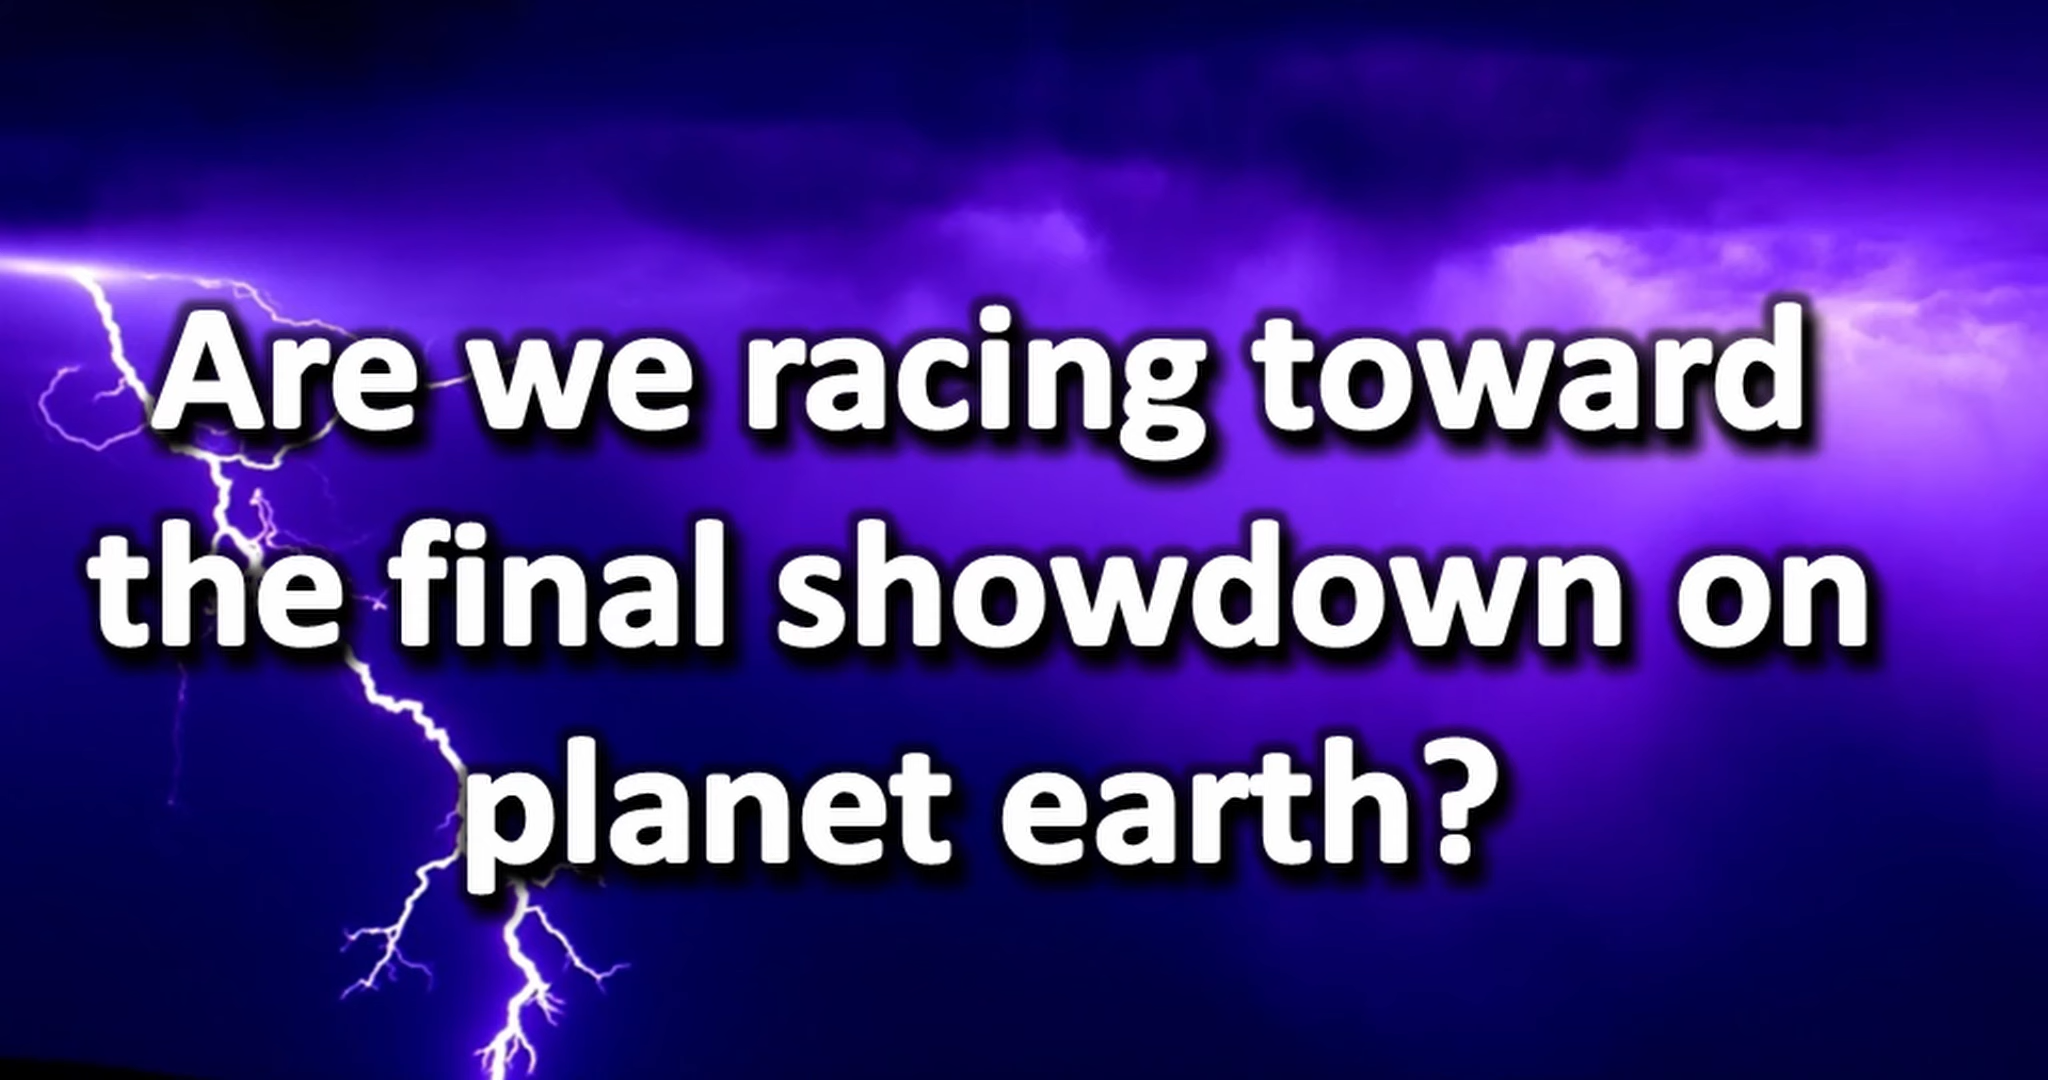 Are we racing toward
the final showdown on
planet earth?